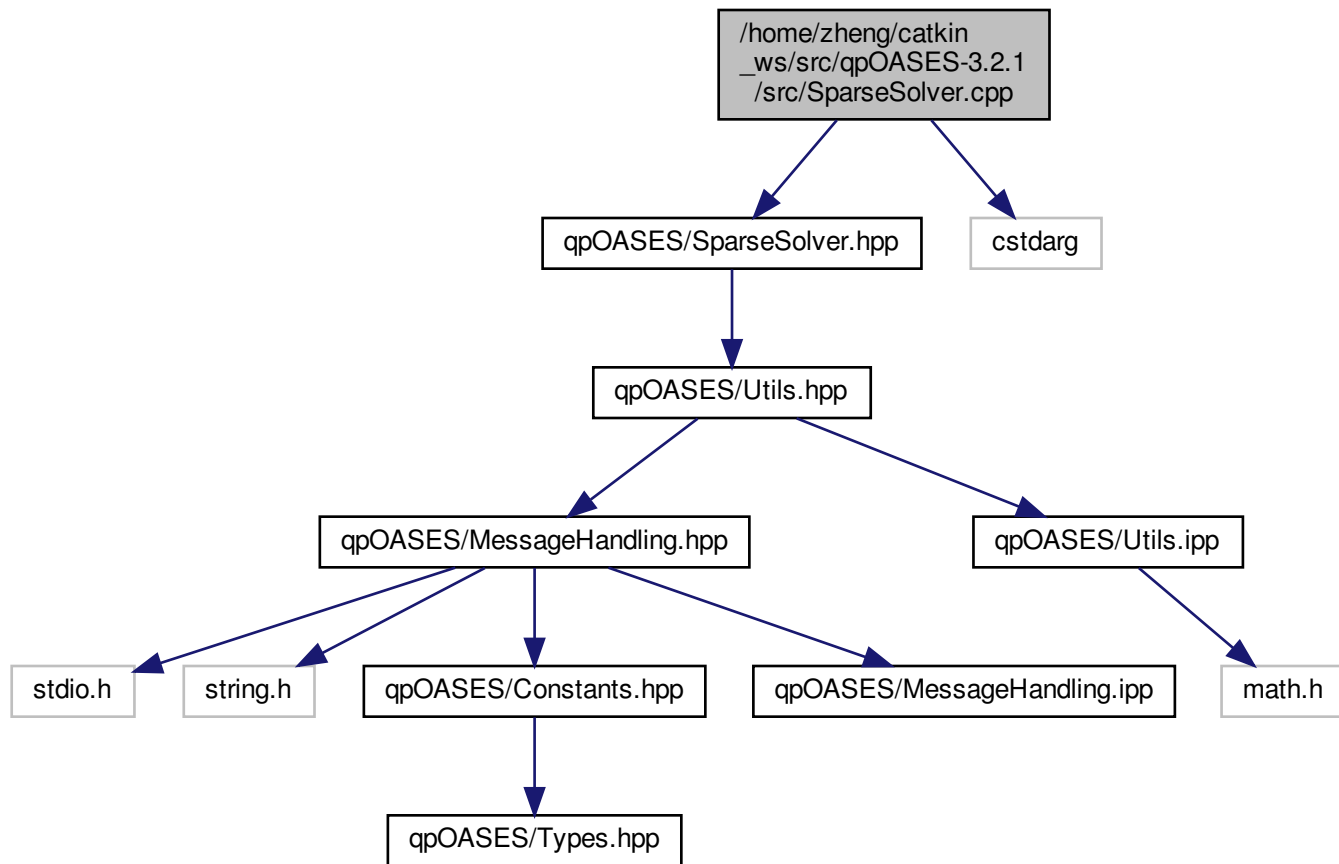 /home/zheng/catkin
_ws/src/qpOASES-3.2.1
/src/SparseSolver.cpp
qpOASES/SparseSolver.hpp
cstdarg
qpOASES/Utils.hpp
qpOASES/MessageHandling.hpp
qpOASES/Utils.ipp
stdio.h
string.h
qpOASES/Constants.hpp
qpOASES/MessageHandling.ipp
math.h
qpOASES/Types.hpp